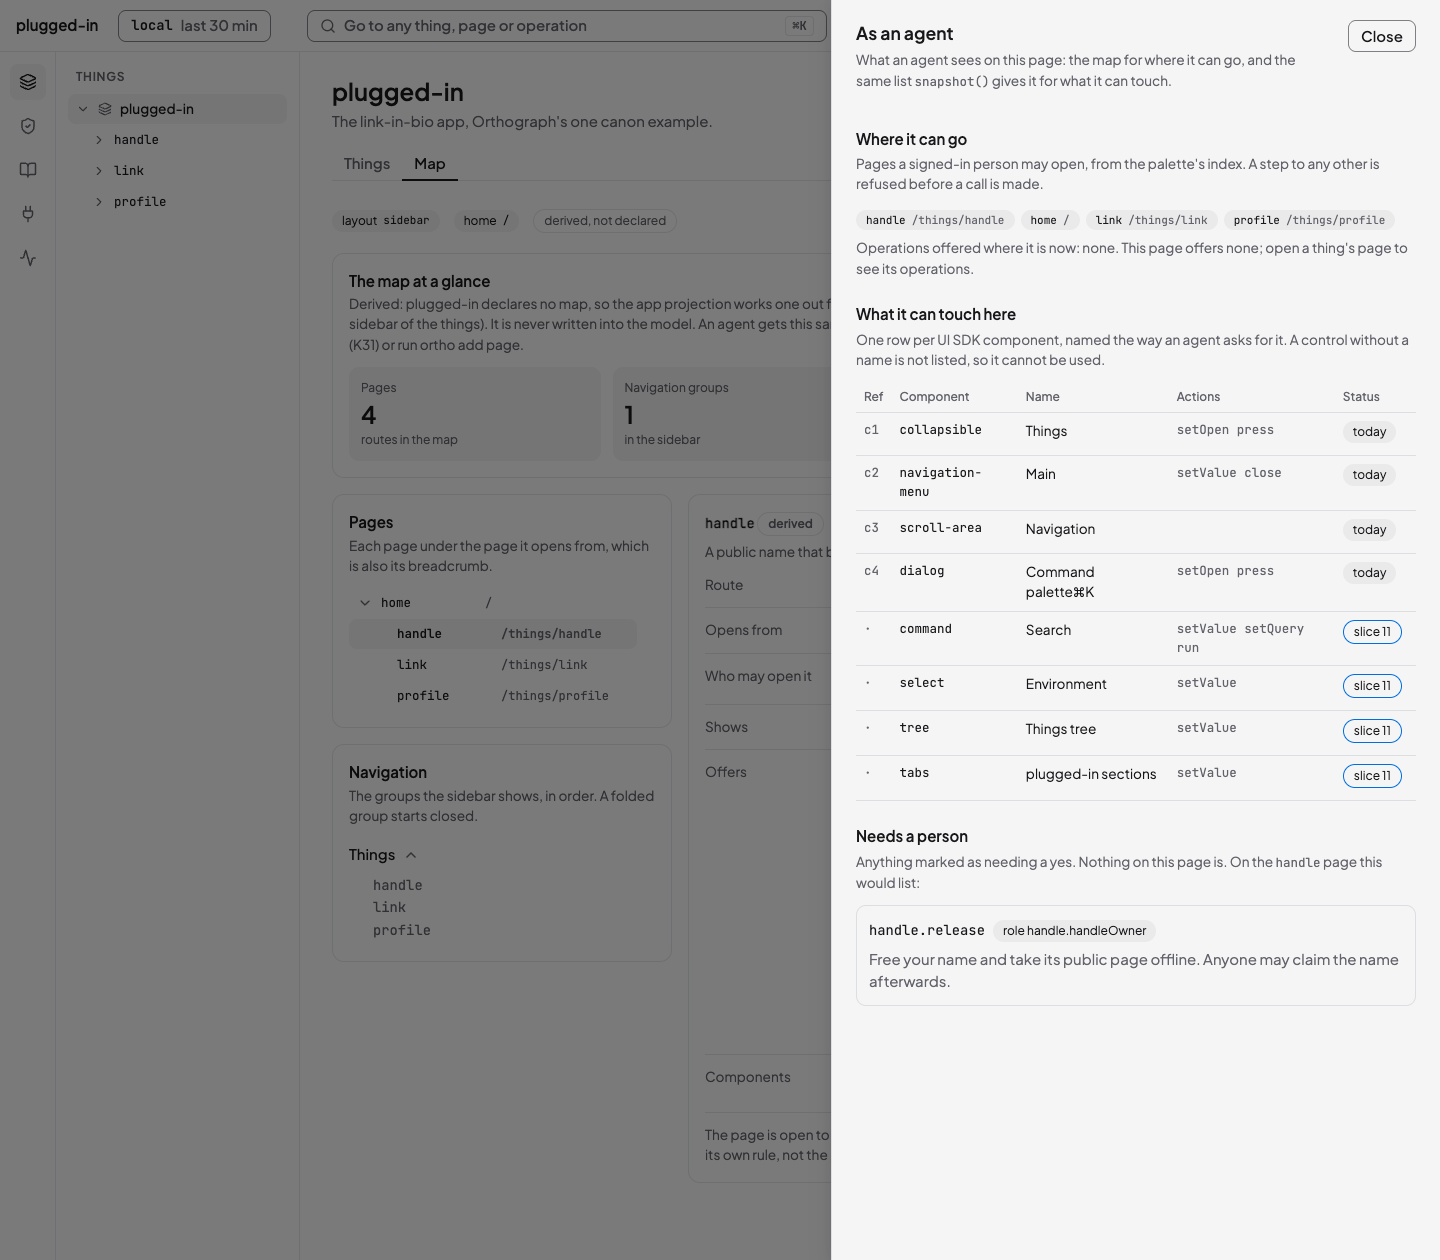 plugged-in
local last 30 min
Go to any thing, page or operation
⌘K
THINGS
plugged-in
handle
link
profile
plugged-in
The link-in-bio app, Orthograph's one canon example.
Things Map
layout sidebar home / derived, not declared
The map at a glance
Derived: plugged-in declares no map, so the app projection works one out
sidebar of the things). It is never written into the model. An agent gets this
(K31) or run ortho add page.
Pages
4
routes in the map
Navigation groups
1
in the sidebar
Pages
Each page under the page it opens from, which
is also its breadcrumb.
home /
handle /things/handle
link /things/link
profile /things/profile
Navigation
The groups the sidebar shows, in order. A folded
group starts closed.
Things
handle
link
profile
handle derived
A public name that
Route
Opens from
Who may open it
Shows
Offers
Components
The page is open to
its own rule, not the
As an agent
Close
What an agent sees on this page: the map for where it can go, and the
same list snapshot() gives it for what it can touch.
Where it can go
Pages a signed-in person may open, from the palette's index. A step to any other is
refused before a call is made.
handle /things/handle home / link /things/link profile /things/profile
Operations offered where it is now: none. This page offers none; open a thing's page to
see its operations.
What it can touch here
One row per UI SDK component, named the way an agent asks for it. A control without a
name is not listed, so it cannot be used.
Ref Component Name Actions Status
c1 collapsible Things setOpen press today
c2 navigation-menu Main setValue close today
c3 scroll-area Navigation today
c4 dialog Command palette⌘K setOpen press today
· command Search setValue setQuery run slice 11
· select Environment setValue slice 11
· tree Things tree setValue slice 11
· tabs plugged-in sections setValue slice 11
Needs a person
Anything marked as needing a yes. Nothing on this page is. On the handle page this
would list:
handle.release role handle.handleOwner
Free your name and take its public page offline. Anyone may claim the name
afterwards.